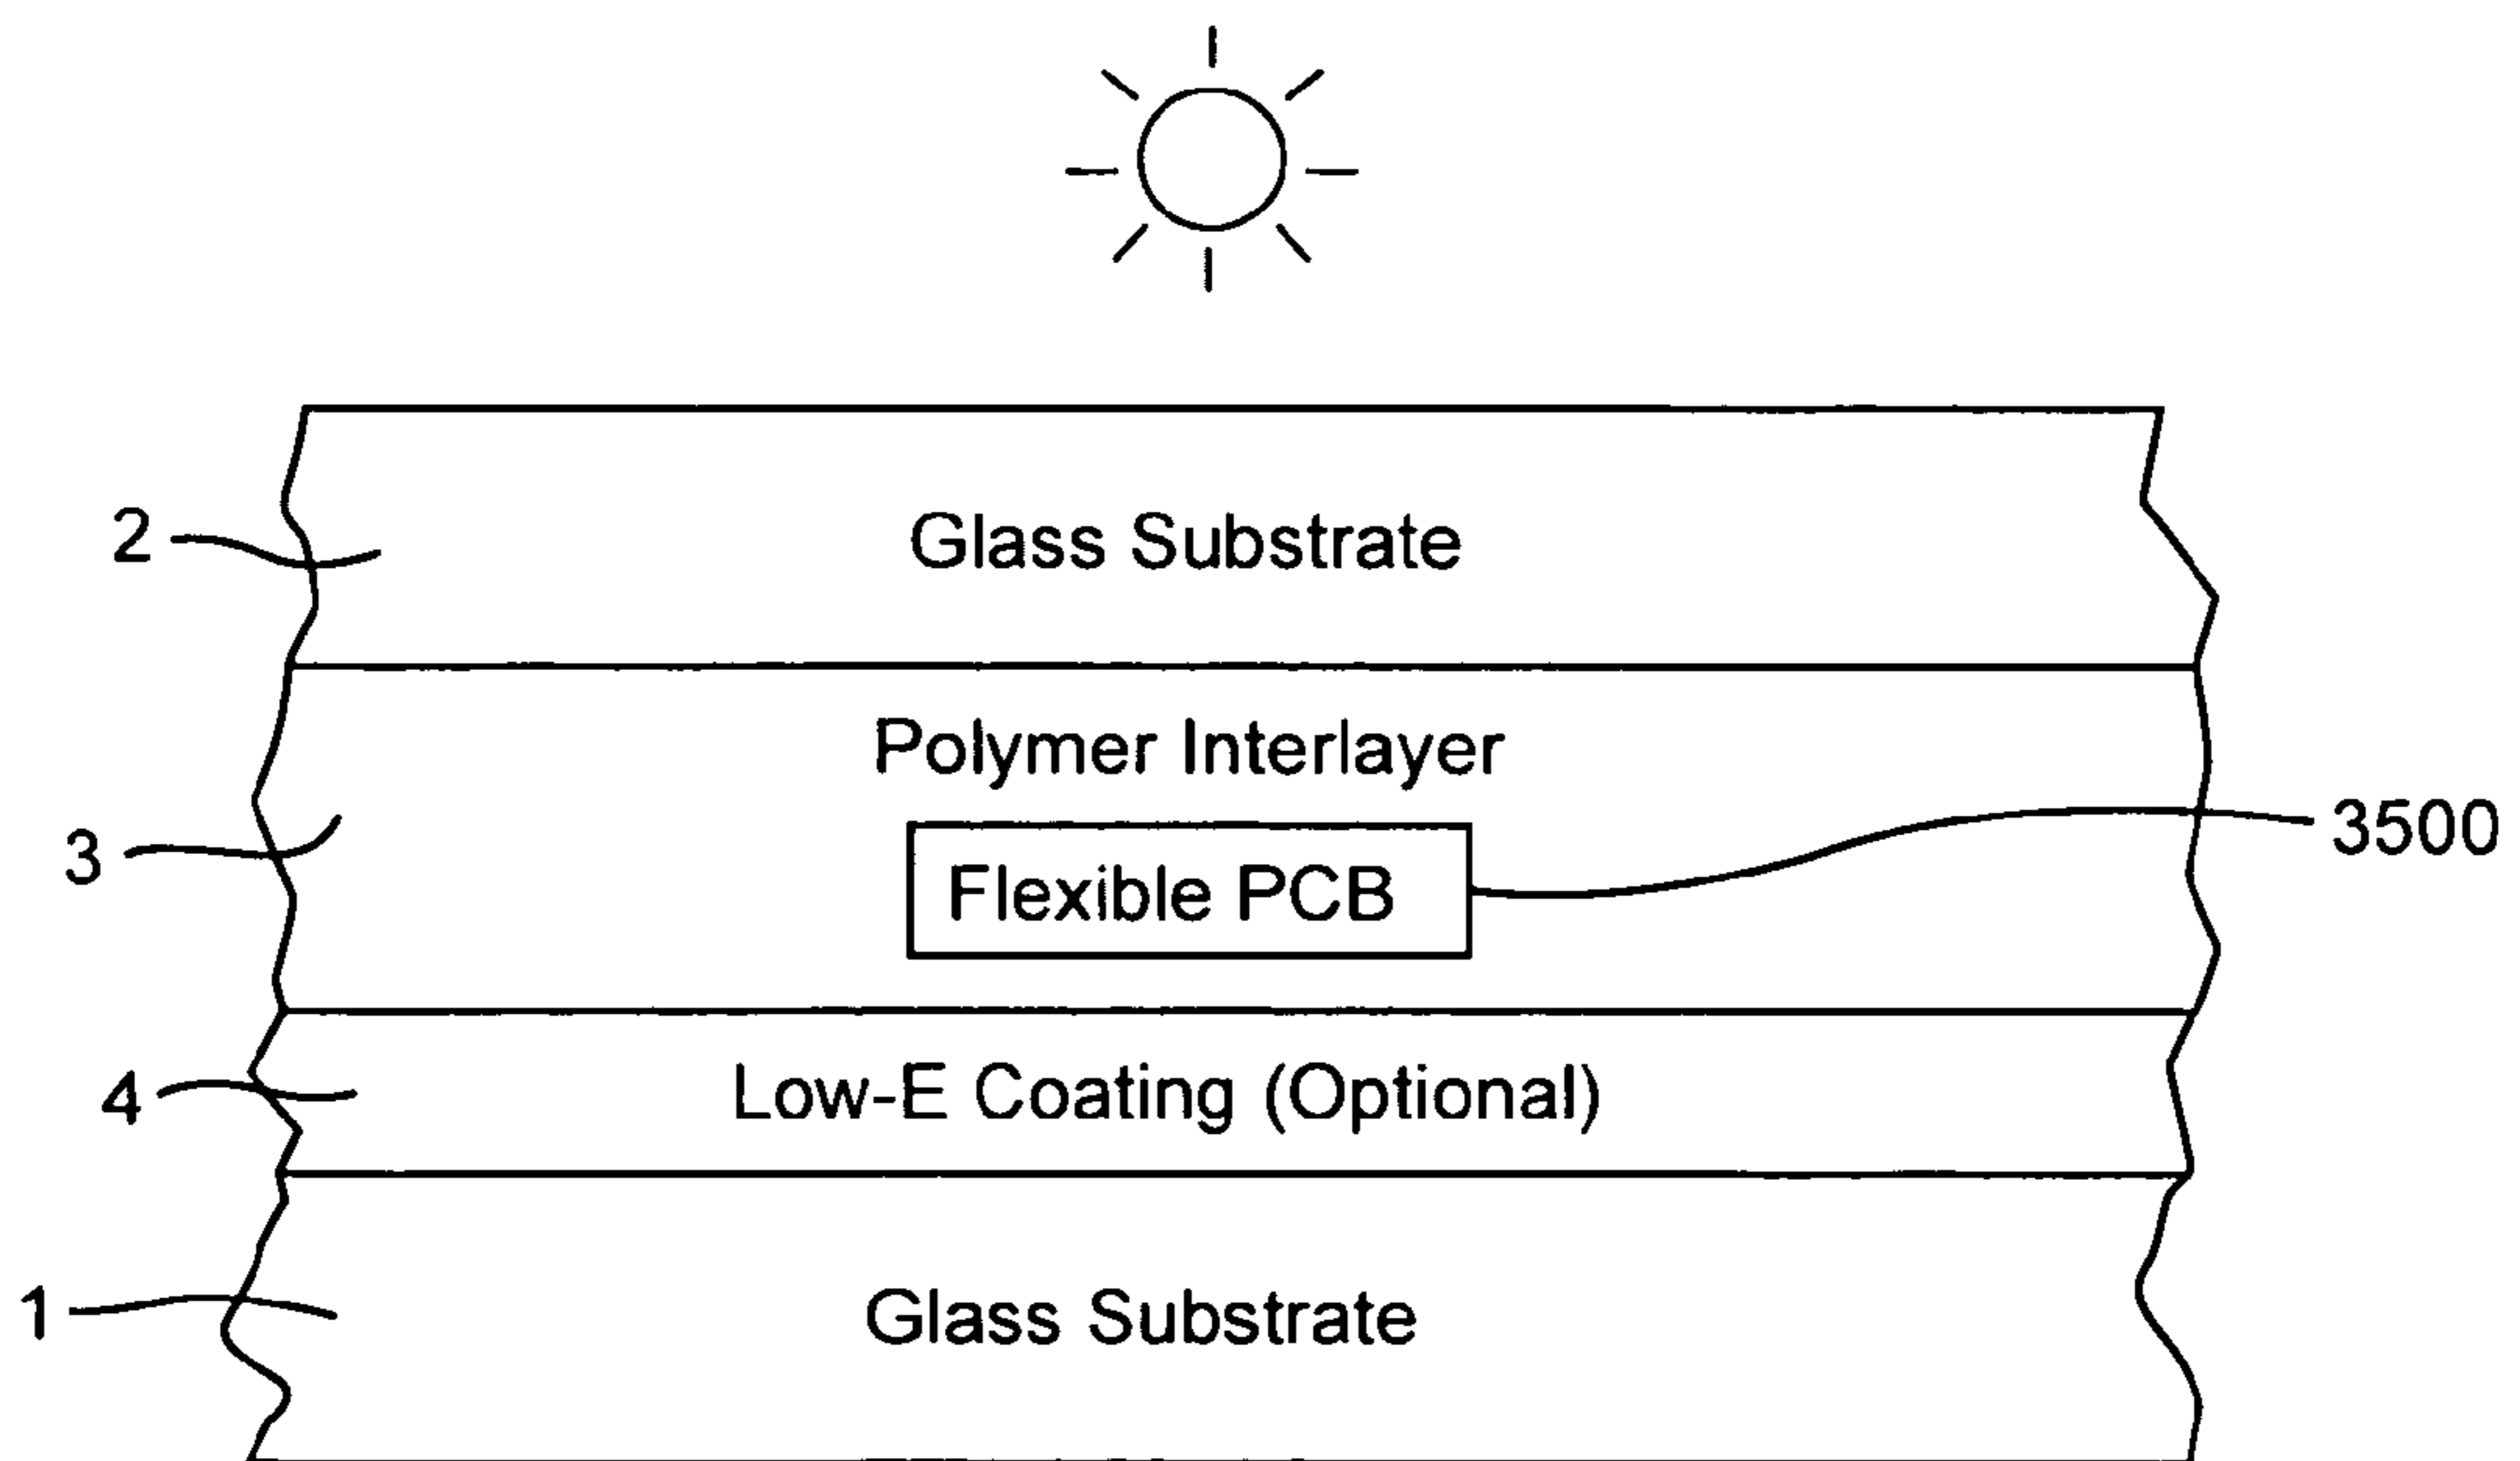 2
Glass Substrate
Polymer Interlayer
3
Flexible PCB
3500
4
Low-E Coating (Optional)
1
Glass Substrate